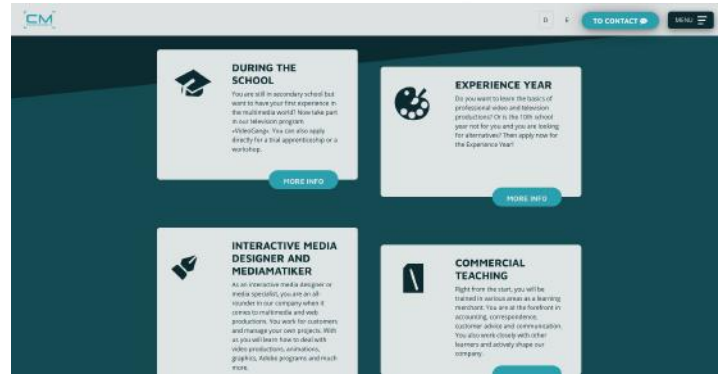 CM
D
E
TO CONTACT
MENU
DURING THE
SCHOOL
You are still in secondary school but
want to have your first experience in
the multimedia world? Now take part
in our television program
«VideoGang». You can also apply
directly for a trial apprenticeship or a
workshop.
MORE INFO
EXPERIENCE YEAR
Do you want to learn the basics of
professional video and television
productions? Or is the 10th school
year not for you and you are looking
for alternatives? Then apply now for
the Experience Year!
MORE INFO
INTERACTIVE MEDIA
DESIGNER AND
MEDIAMATIKER
As an interactive media designer or
media specialist, you are an all-
rounder in our company when it
comes to multimedia and web
productions. You work for customers
and manage your own projects. With
us you will learn how to deal with
video productions, animations,
graphics, Adobe programs and much
more.
COMMERCIAL
TEACHING
Right from the start, you will be
trained in various areas as a learning
merchant. You are at the forefront in
accounting, correspondence,
customer advice and communication.
You also work closely with other
learners and actively shape our
company.